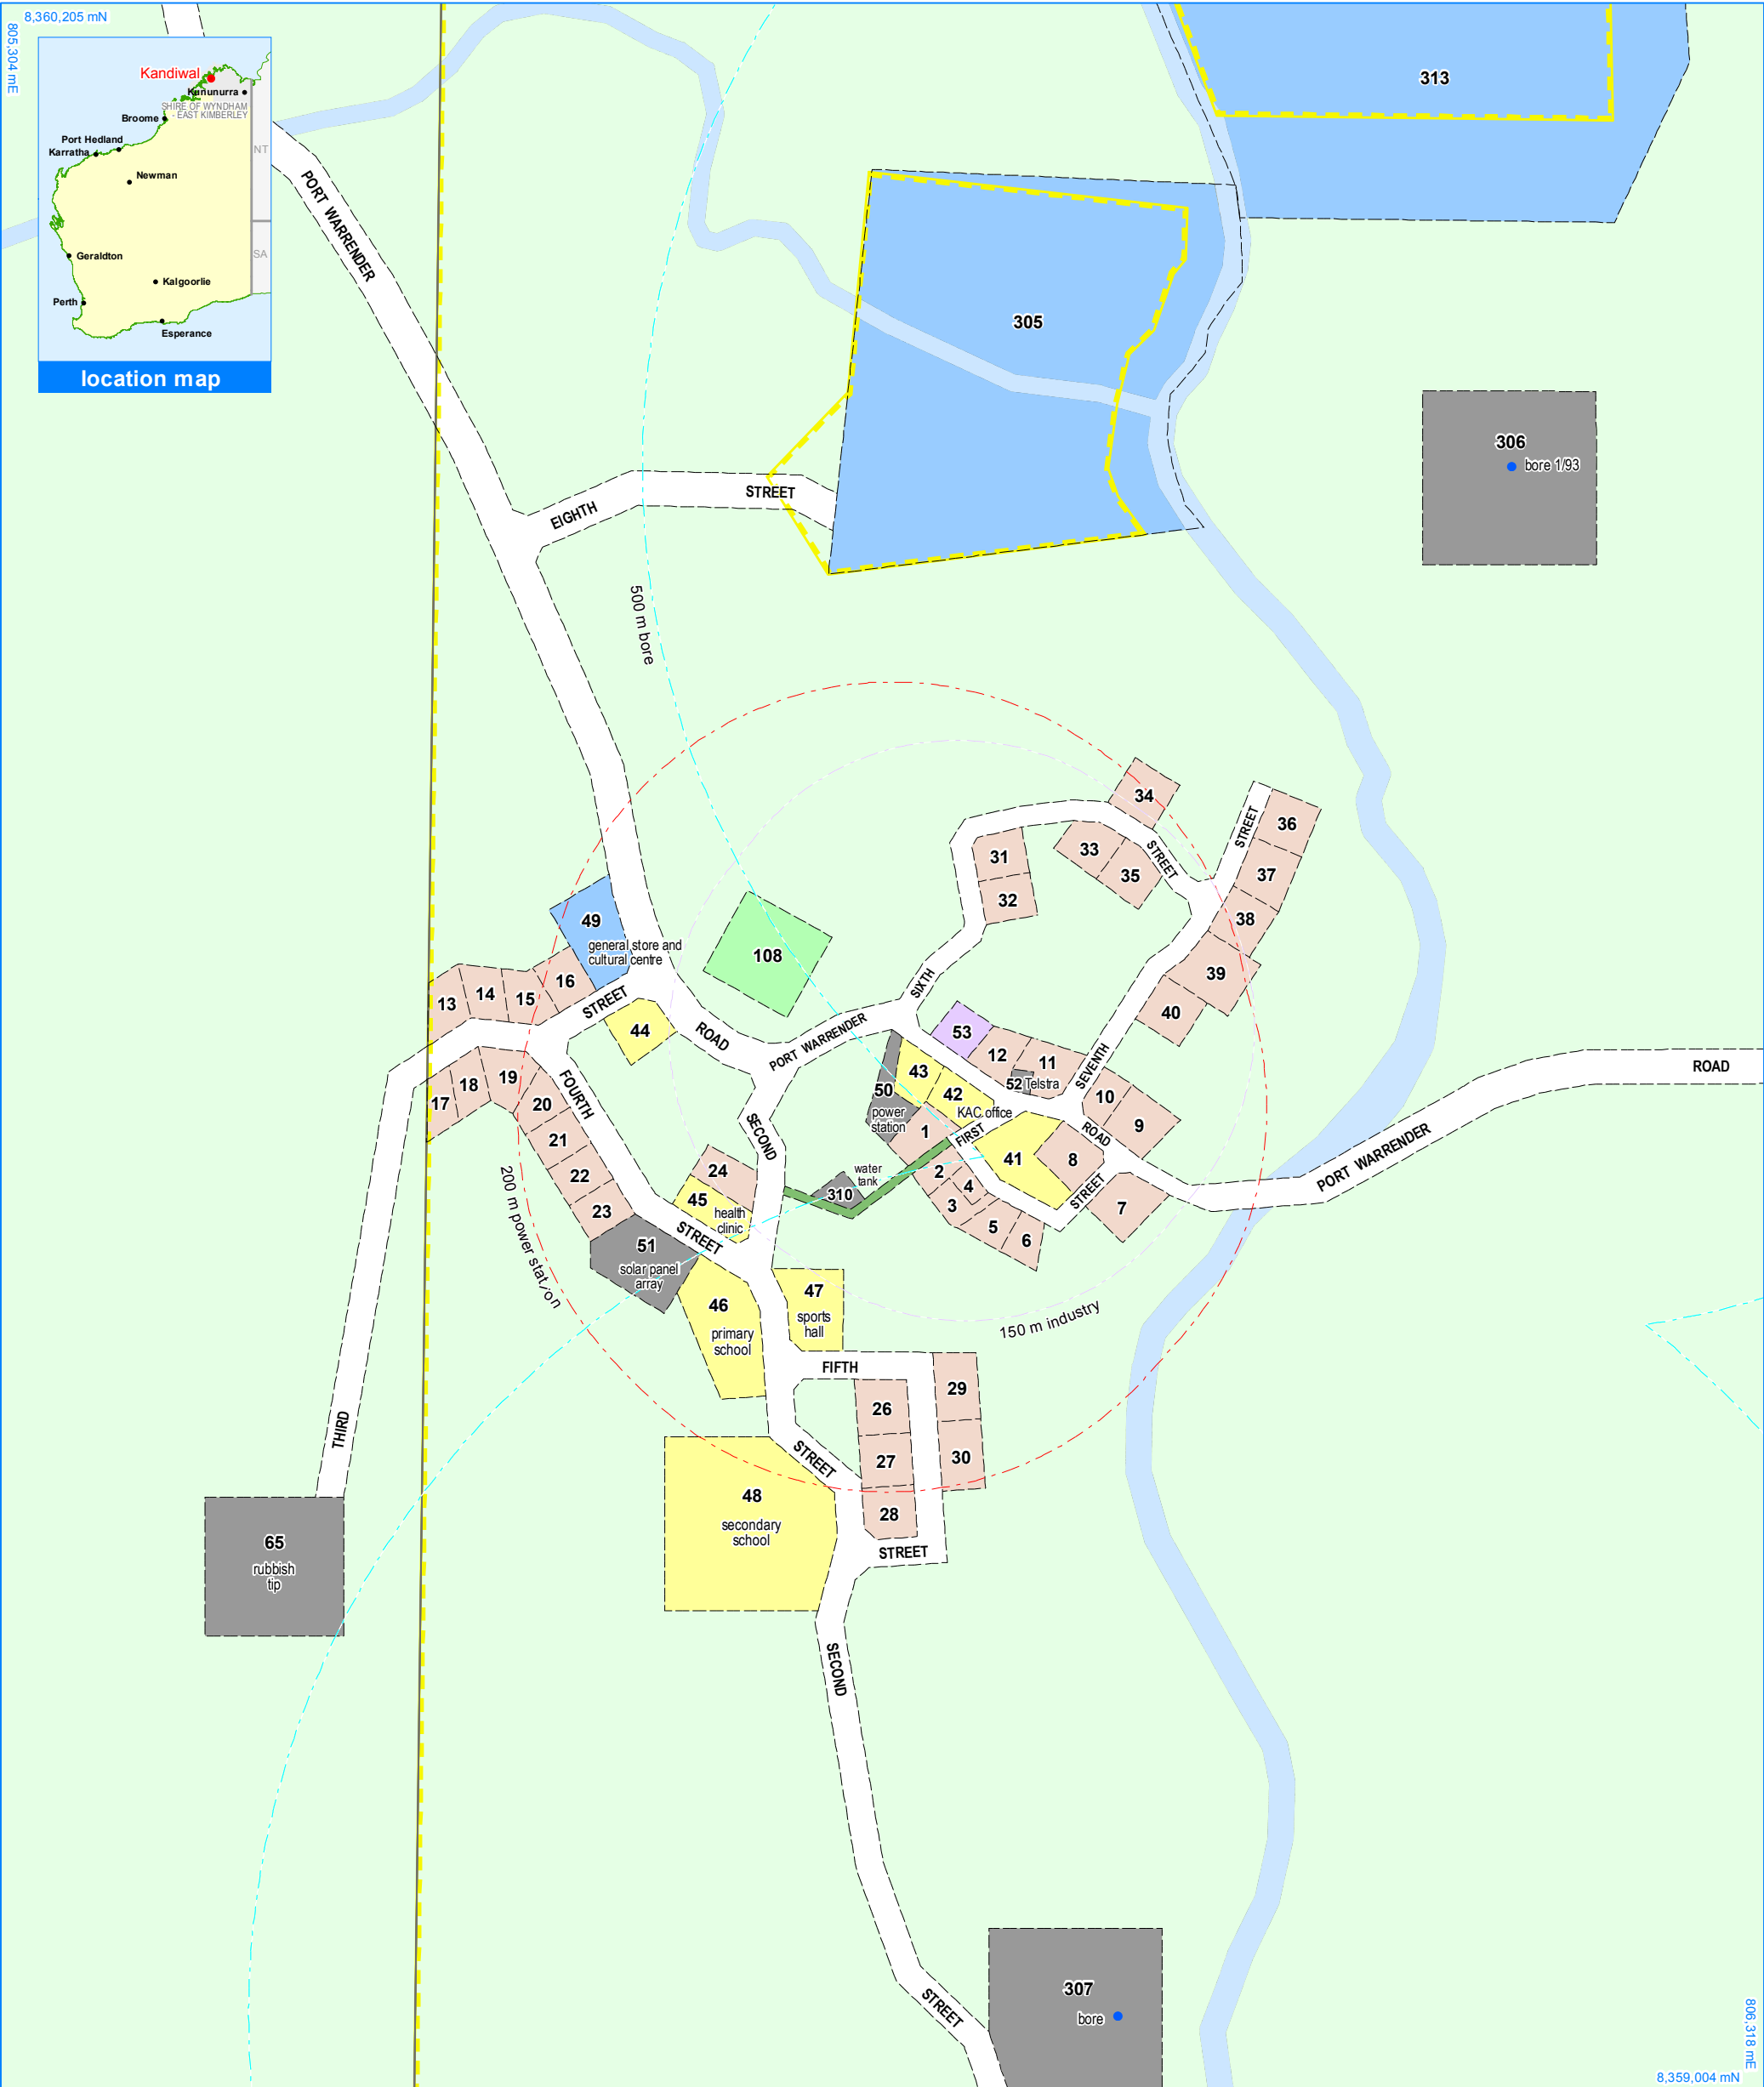 8,360,205 mN
805,304 mE
Kandiwal
Kununurra
SHIRE OF WYNDHAM
- EAST KIMBERLEY
Broome
Port Hedland
Karratha
NT
Newman
Geraldton
SA
Kalgoorlie
Perth
Esperance
location map
313
PORT WARRENDER
305
306
bore 1/93
STREET
EIGHTH
500 m bore
34
36
STREET
33
STREET
31
35
37
32
38
49
general store and
cultural centre
108
39
16
SIXTH
13
14
15
STREET
40
44
ROAD
PORT WARRENDER
53
12
11
ROAD
43
SEVENTH
52
Telstra
50
42
18
19
FOURTH
KAC office
10
17
20
power
station
1
FIRST
ROAD
9
SECOND
21
41
8
PORT WARRENDER
24
water
tank
2
22
4
45
310
STREET
200 m power station
23
health
clinic
3
7
STREET
5
6
51
solar panel
array
47
46
sports
hall
150 m industry
primary
school
FIFTH
29
26
THIRD
STREET
27
30
48
28
secondary
school
65
STREET
rubbish
tip
SECOND
307
STREET
bore
806,318 mE
8,359,004 mN